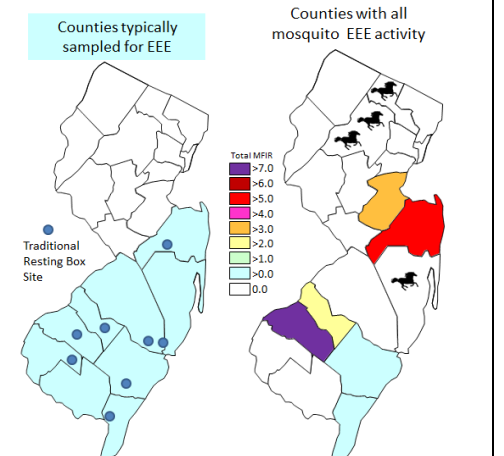 Counties typically
sampled for EEE
Counties with all
mosquito EEE activity
Traditional
Resting Box
Site
Total MFIR
>7.0
>6.0
>5.0
>4.0
>3.0
>2.0
>1.0
>0.0
0.0